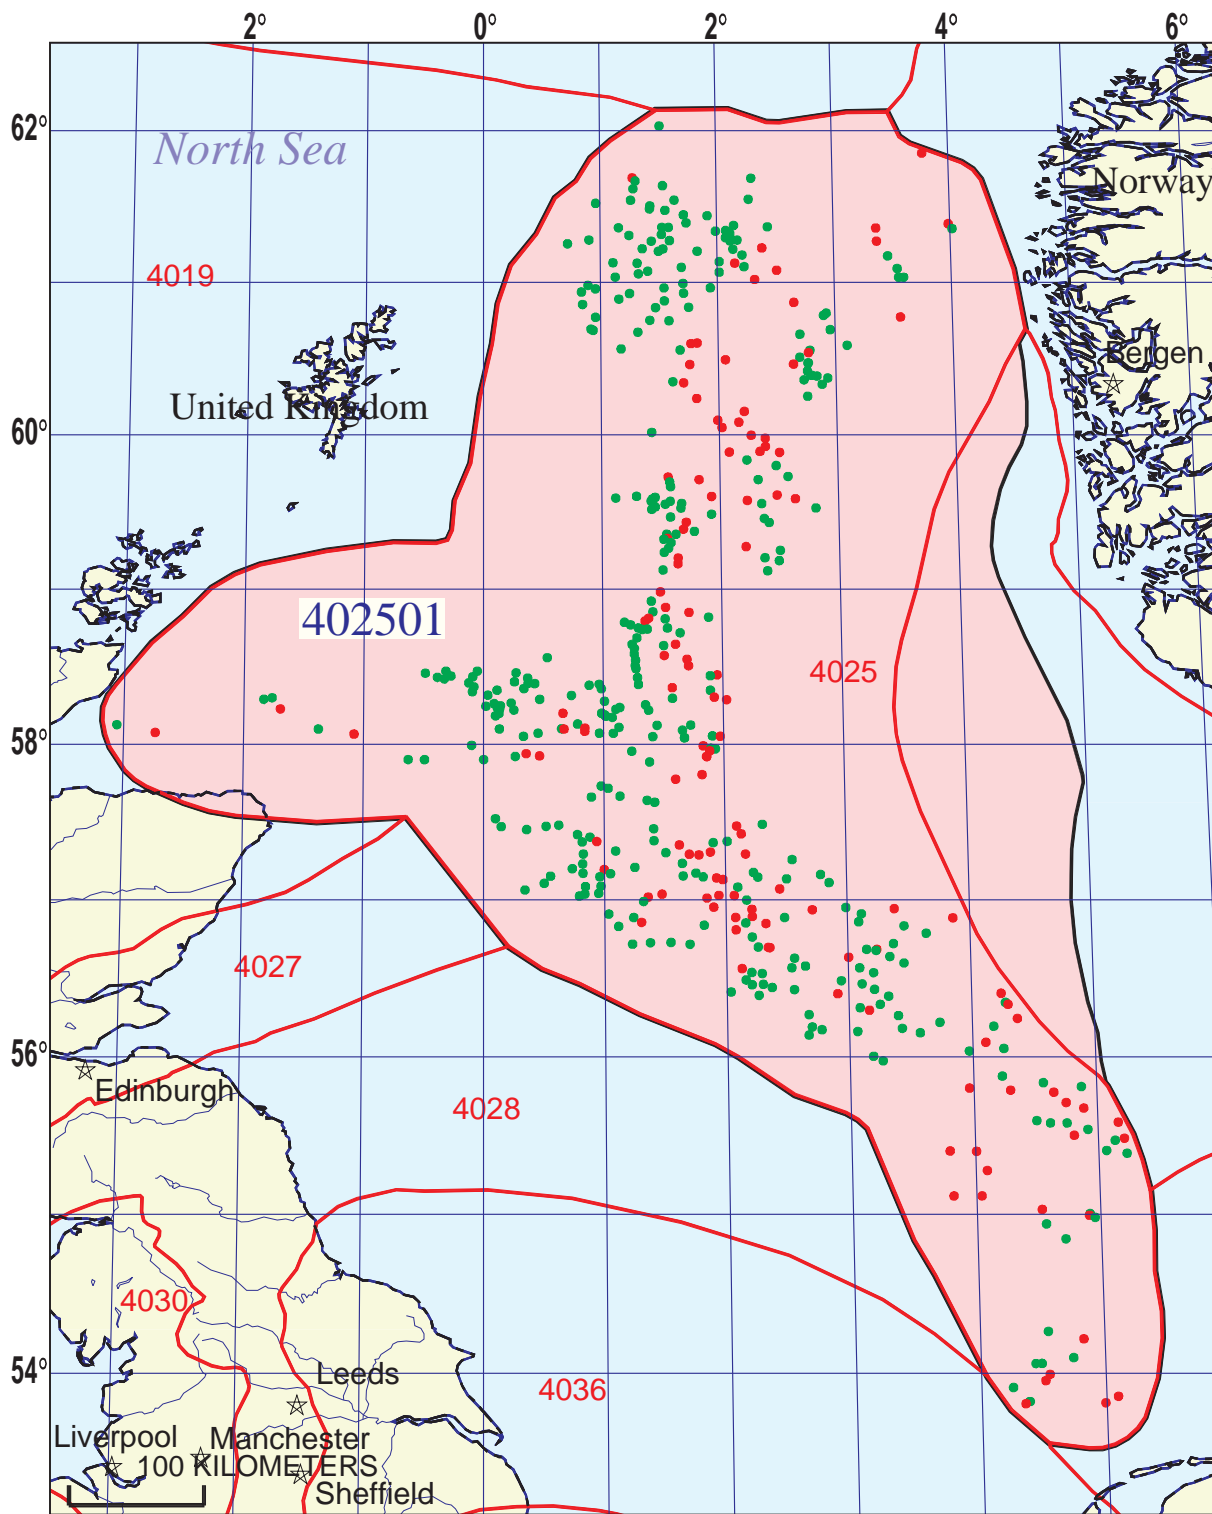 2° 0° 2° 4° 6°
62°
North Sea
Norway
4019
Bergen
United Kingdom
60°
402501
4025
58°
4027
56°
Edinburgh
4028
4030
54°
Leeds
4036
Liverpool Manchester
100 KILOMETERS
Sheffield